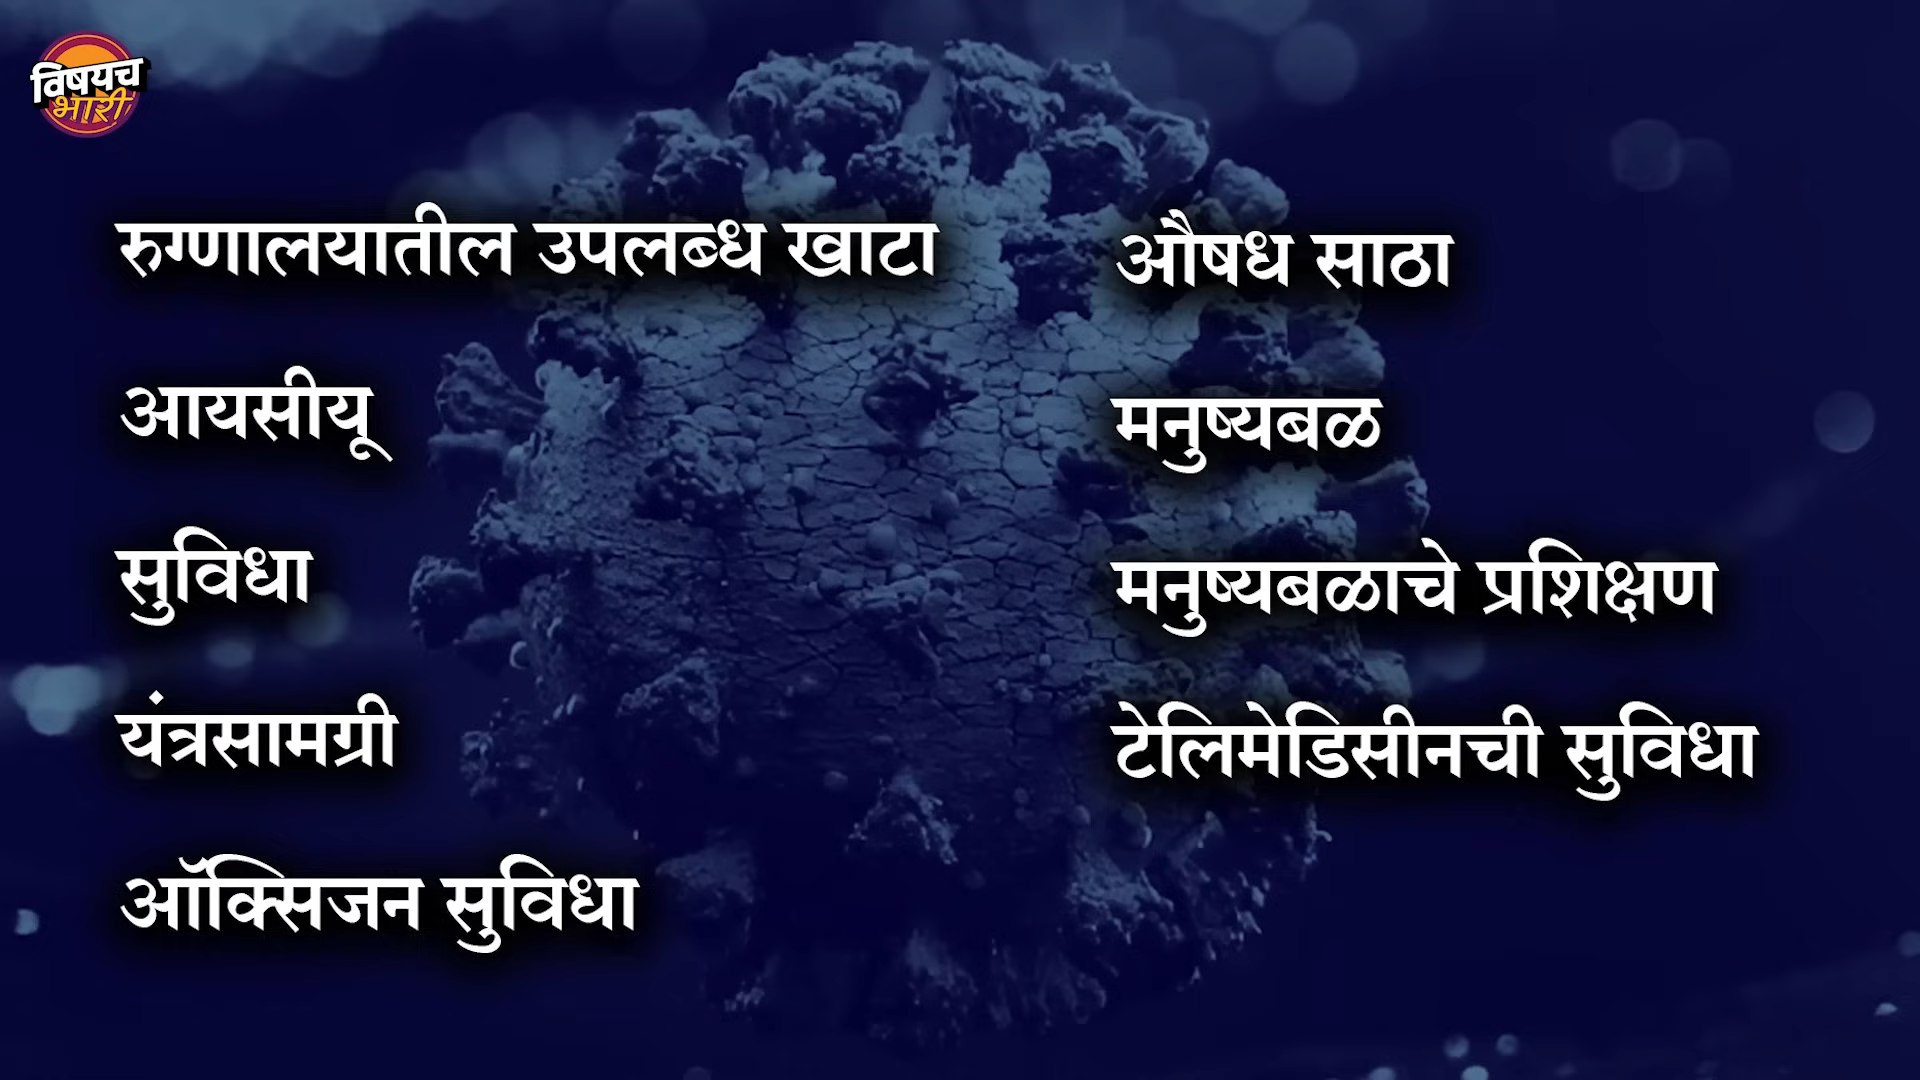 विषयच
भारी
रुग्णालयातील उपलब्ध खाटा
आयसीयू
सुविधा
यंत्रसामग्री
ऑक्सिजन सुविधा
औषध साठा
मनुष्यबळ
मनुष्यबळाचे प्रशिक्षण
टेलिमेडिसीनची सुविधा